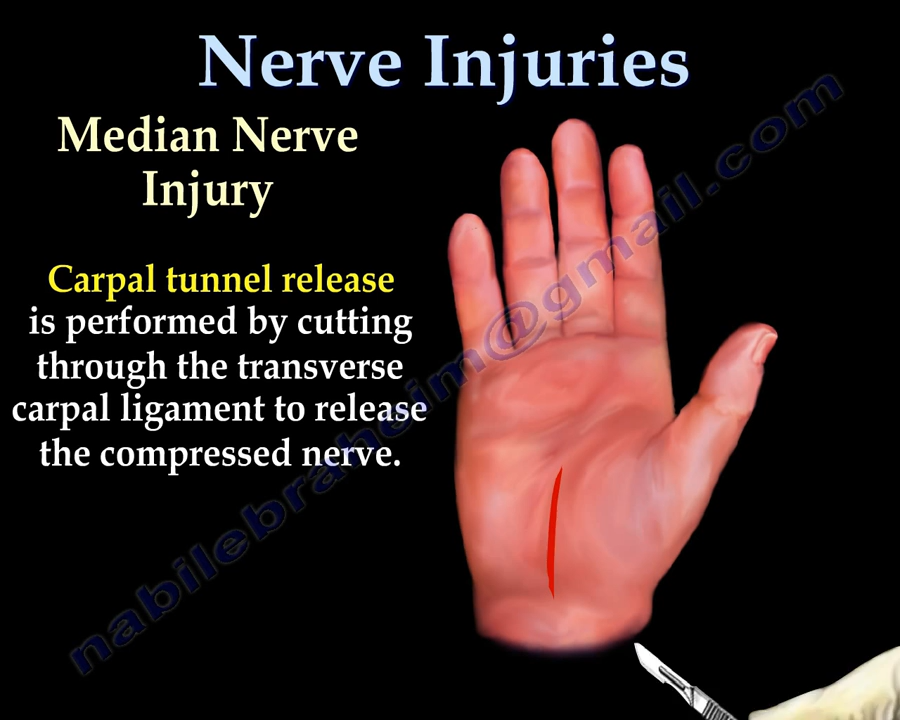 Nerve Injuries
Median Nerve
Injury
Carpal tunnel release
is performed by cutting
through the transverse
carpal ligament to release
the compressed nerve.
nabilebraheim@gmail.com